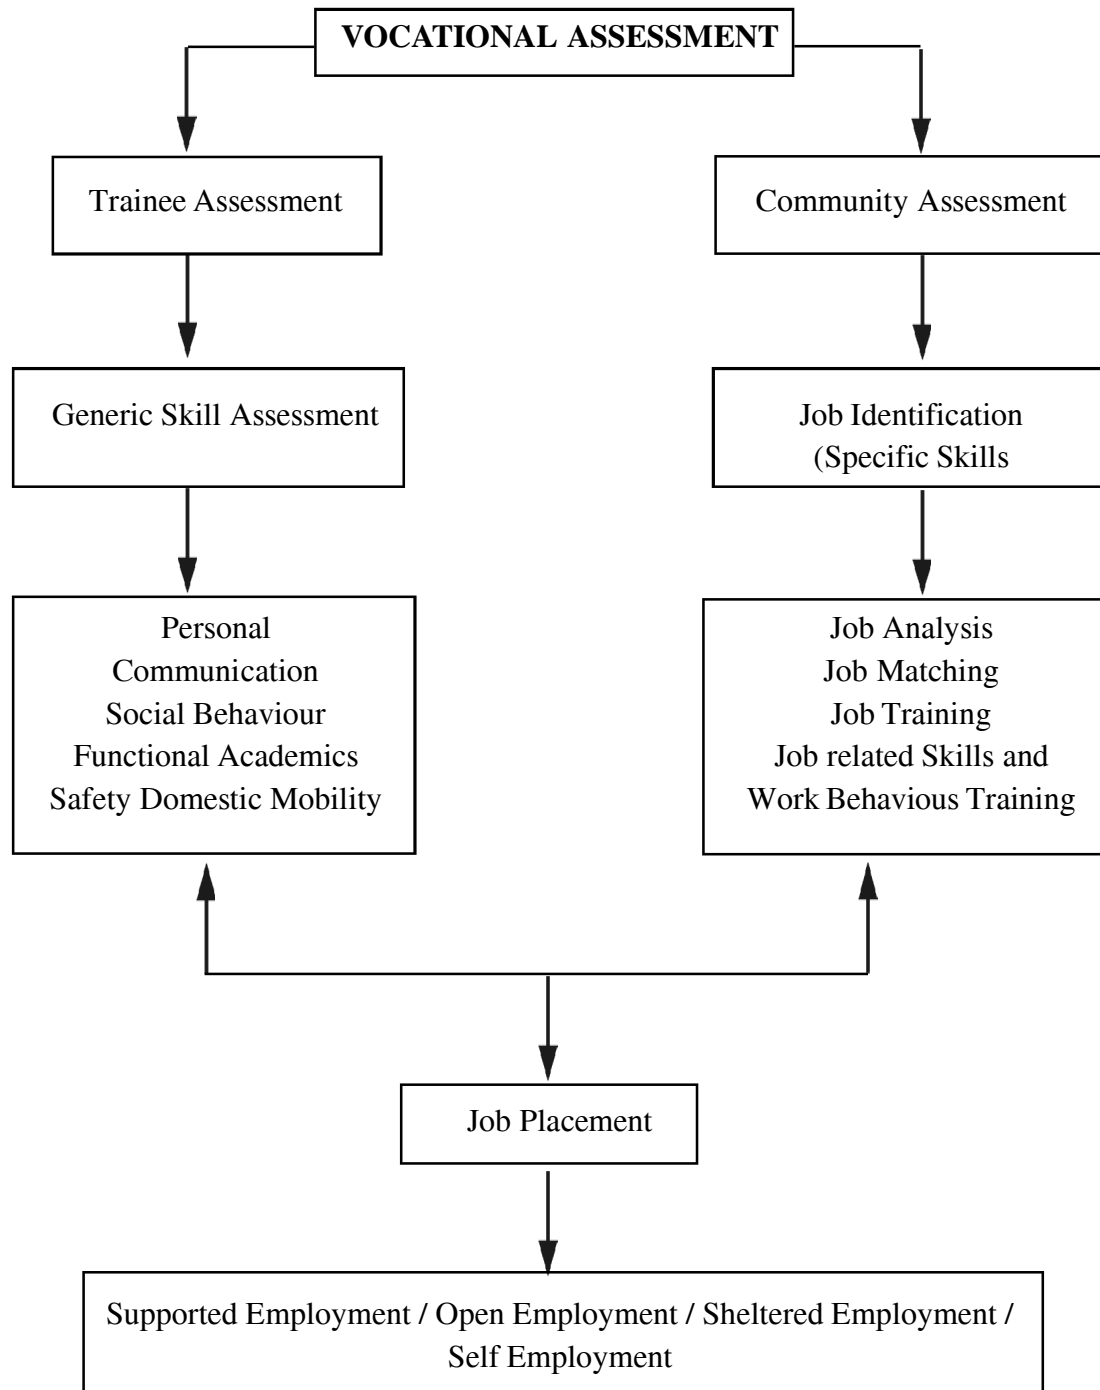 VOCATIONAL ASSESSMENT
Trainee Assessment
Community Assessment
Generic Skill Assessment
Job Identification
(Specific Skills
Personal
Communication
Social Behaviour
Functional Academics
Safety Domestic Mobility
Job Analysis
Job Matching
Job Training
Job related Skills and
Work Behavious Training
Job Placement
Supported Employment / Open Employment / Sheltered Employment /
Self Employment